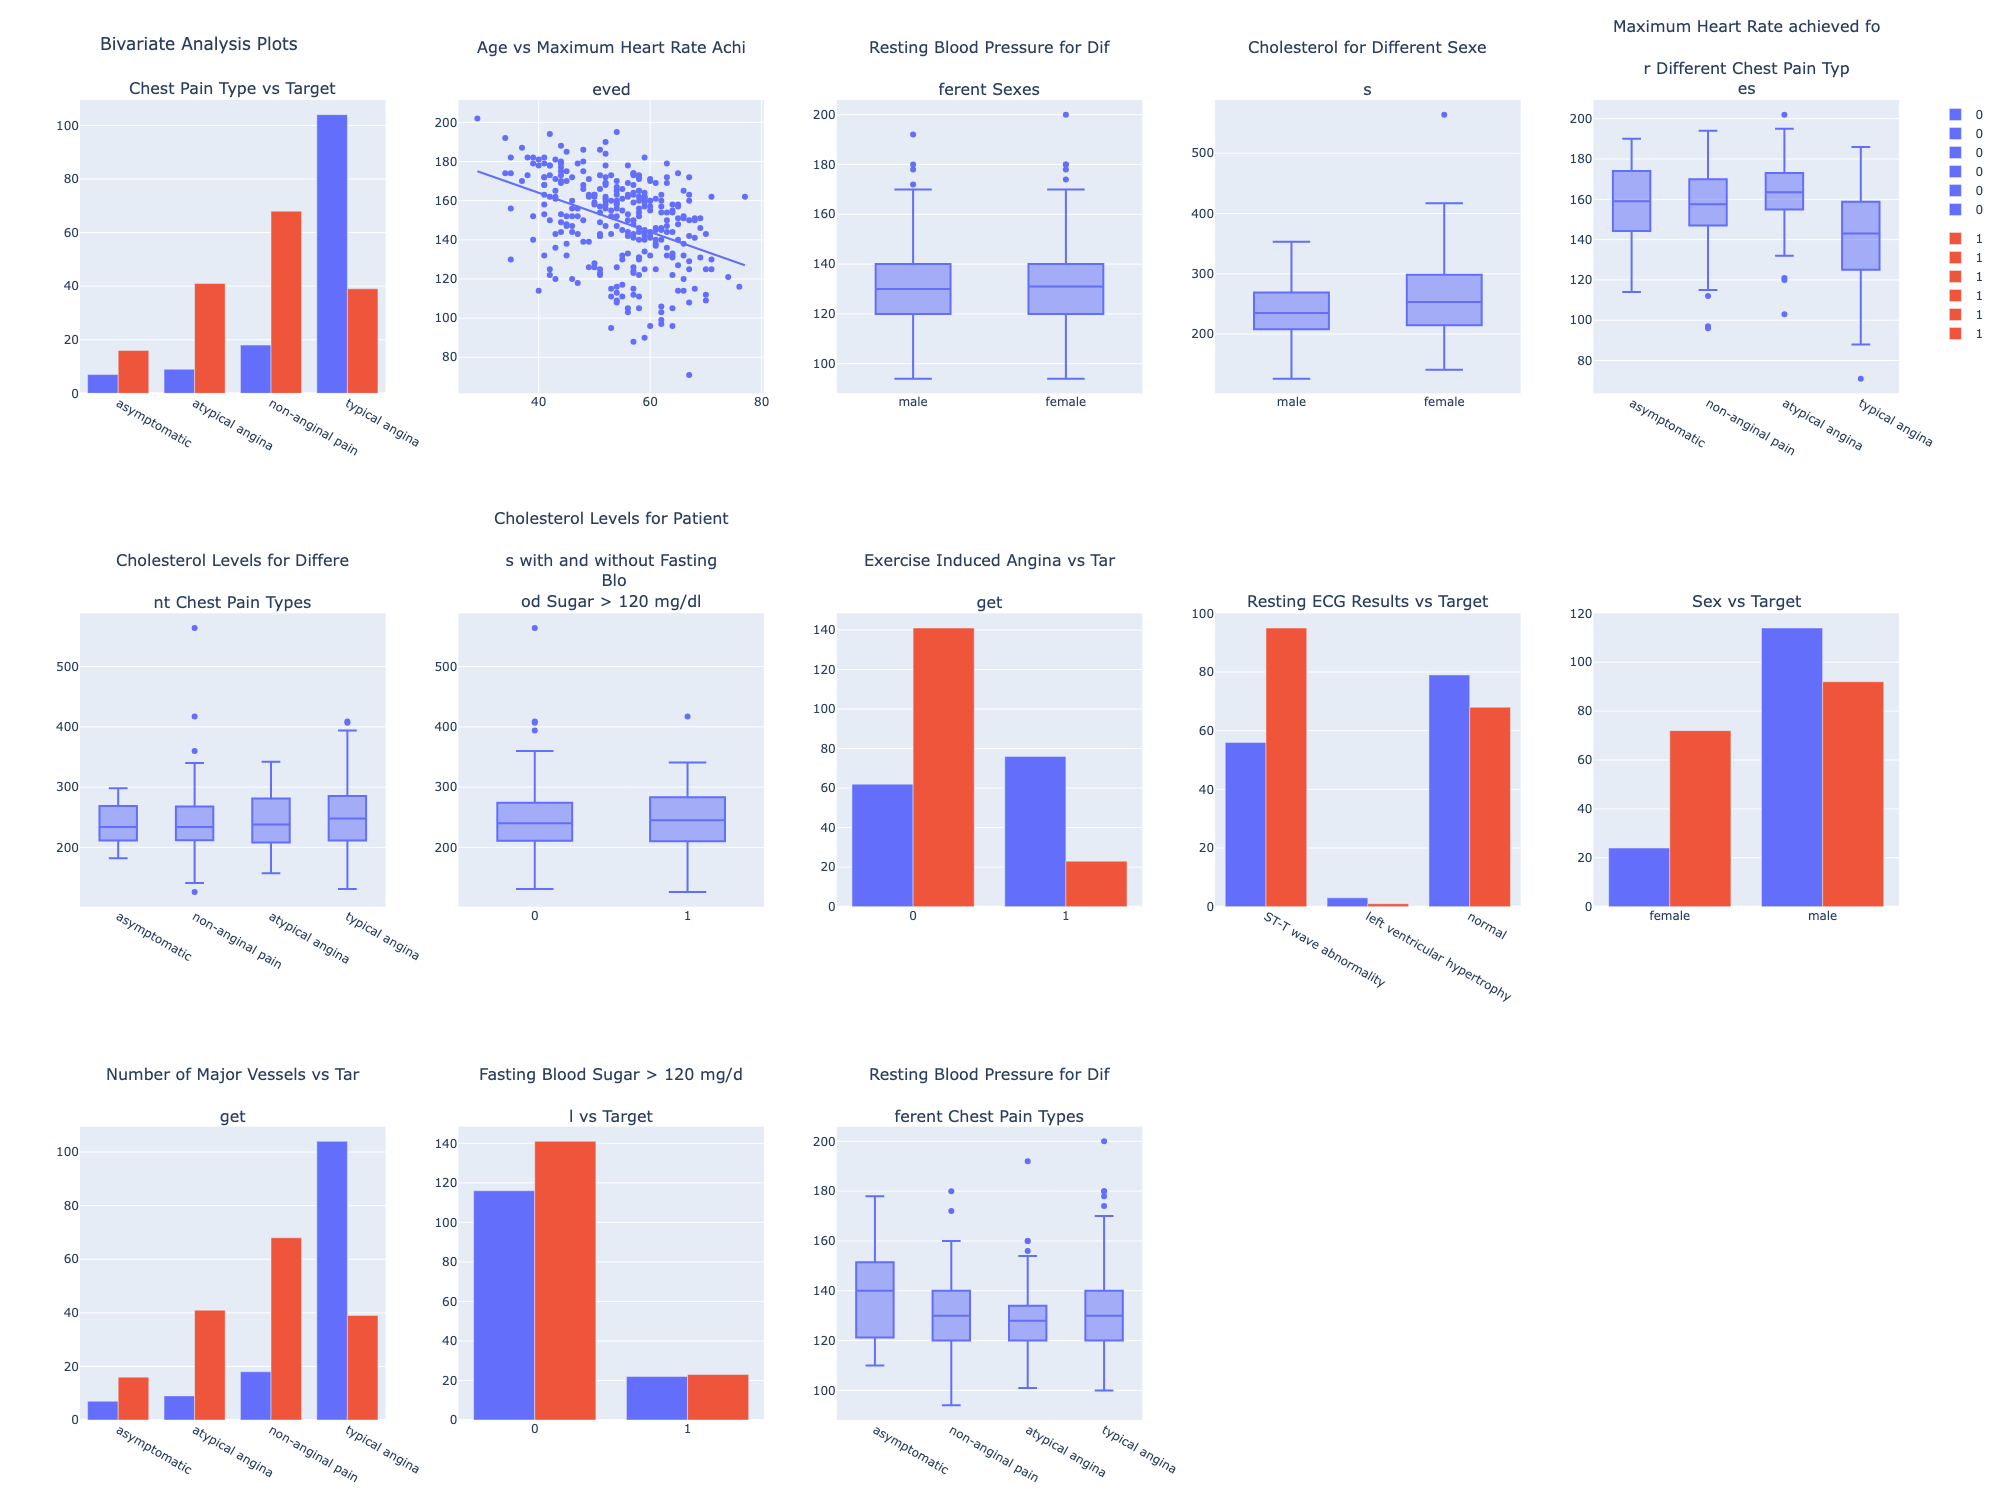 Bivariate Analysis Plots
Chest Pain Type vs Target
100
80
60
40
20
0
asymptomatic
atypical angina
non-anginal pain
typical angina
Age vs Maximum Heart Rate Achi
eved
200
180
160
140
120
100
80
40
60
80
Resting Blood Pressure for Dif
ferent Sexes
200
180
160
140
120
100
male
female
Cholesterol for Different Sexe
s
500
400
300
200
male
female
Maximum Heart Rate achieved fo
r Different Chest Pain Typ
es
200
180
160
140
120
100
80
asymptomatic
non-anginal pain
atypical angina
typical angina
0
0
0
0
0
0
1
1
1
1
1
1
Cholesterol Levels for Differe
nt Chest Pain Types
500
400
300
200
asymptomatic
non-anginal pain
atypical angina
typical angina
Cholesterol Levels for Patient
s with and without Fasting
Blo
od Sugar > 120 mg/dl
500
400
300
200
0
1
Exercise Induced Angina vs Tar
get
140
120
100
80
60
40
20
0
0
1
Resting ECG Results vs Target
100
80
60
40
20
0
ST-T wave abnormality
left ventricular hypertrophy
normal
Sex vs Target
120
100
80
60
40
20
0
female
male
Number of Major Vessels vs Tar
get
100
80
60
40
20
0
asymptomatic
atypical angina
non-anginal pain
typical angina
Fasting Blood Sugar > 120 mg/d
l vs Target
140
120
100
80
60
40
20
0
0
1
Resting Blood Pressure for Dif
ferent Chest Pain Types
200
180
160
140
120
100
asymptomatic
non-anginal pain
atypical angina
typical angina